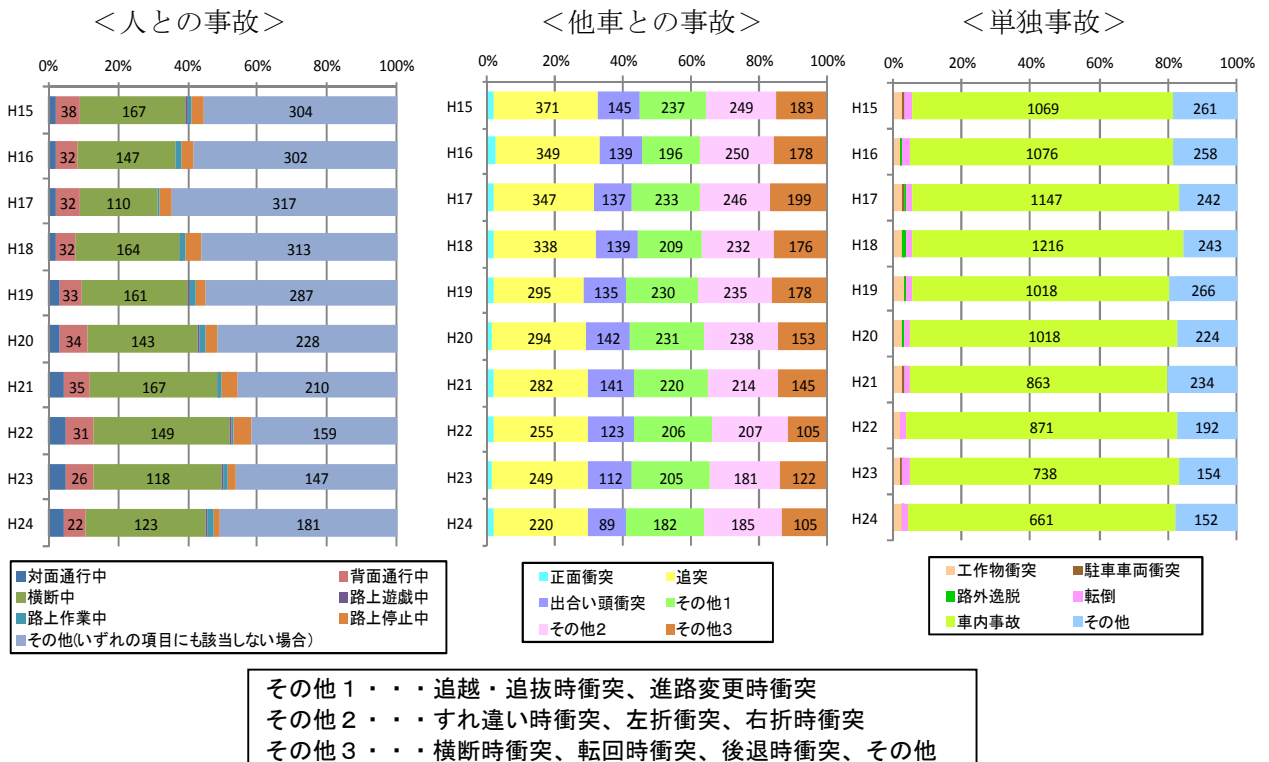 ＜人との事故＞
0% 20% 40% 60% 80% 100%
H15 38 167 304
H16 32 147 302
H17 32 110 317
H18 32 164 313
H19 33 161 287
H20 34 143 228
H21 35 167 210
H22 31 149 159
H23 26 118 147
H24 22 123 181
対面通行中 背面通行中
横断中 路上遊戯中
路上作業中 路上停止中
その他(いずれの項目にも該当しない場合)
＜他車との事故＞
0% 20% 40% 60% 80% 100%
H15 371 145 237 249 183
H16 349 139 196 250 178
H17 347 137 233 246 199
H18 338 139 209 232 176
H19 295 135 230 235 178
H20 294 142 231 238 153
H21 282 141 220 214 145
H22 255 123 206 207 105
H23 249 112 205 181 122
H24 220 89 182 185 105
正面衝突 追突
出合い頭衝突 その他1
その他2 その他3
＜単独事故＞
0% 20% 40% 60% 80% 100%
H15 1069 261
H16 1076 258
H17 1147 242
H18 1216 243
H19 1018 266
H20 1018 224
H21 863 234
H22 871 192
H23 738 154
H24 661 152
工作物衝突 駐車車両衝突
路外逸脱 転倒
車内事故 その他
その他１・・・追越・追抜時衝突、進路変更時衝突
その他２・・・すれ違い時衝突、左折衝突、右折時衝突
その他３・・・横断時衝突、転回時衝突、後退時衝突、その他